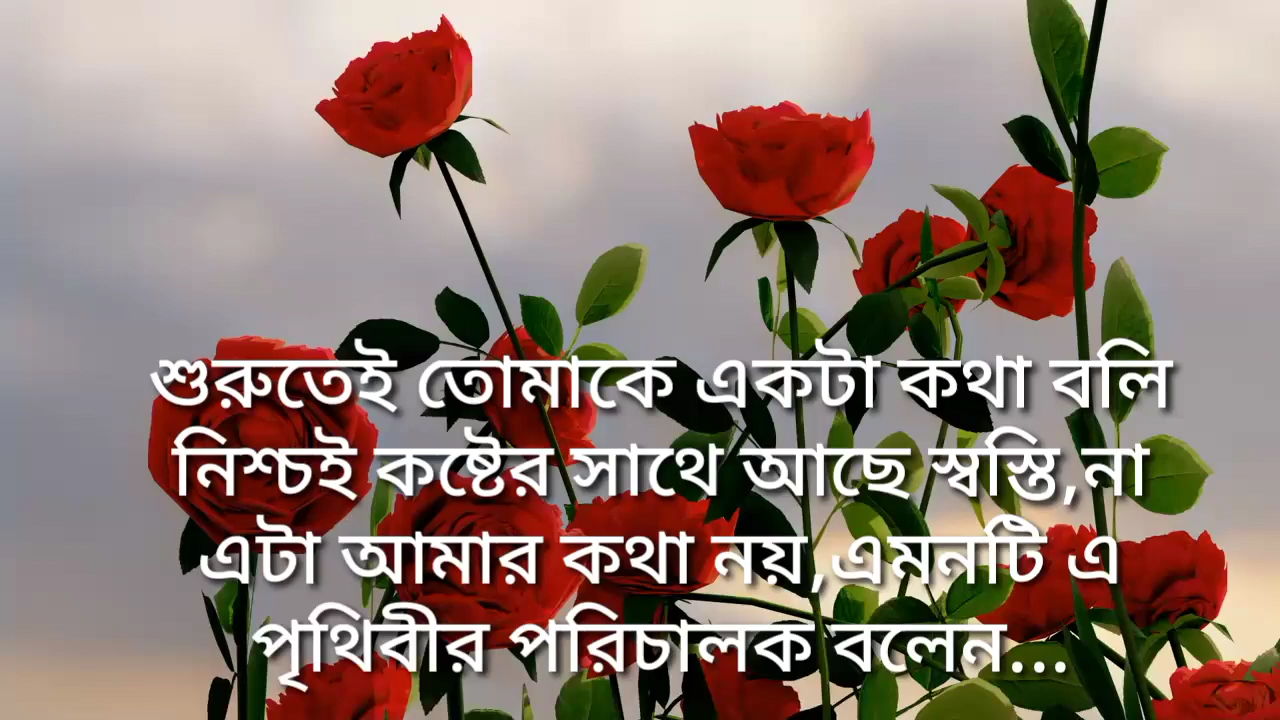 শুরুতেই তোমাকে একটা কথা বলি
নিশ্চই কষ্টের সাথে আছে স্বস্তি,না
এটা আমার কথা নয়,এমনটি এ
পৃথিবীর পরিচালক বলেন...